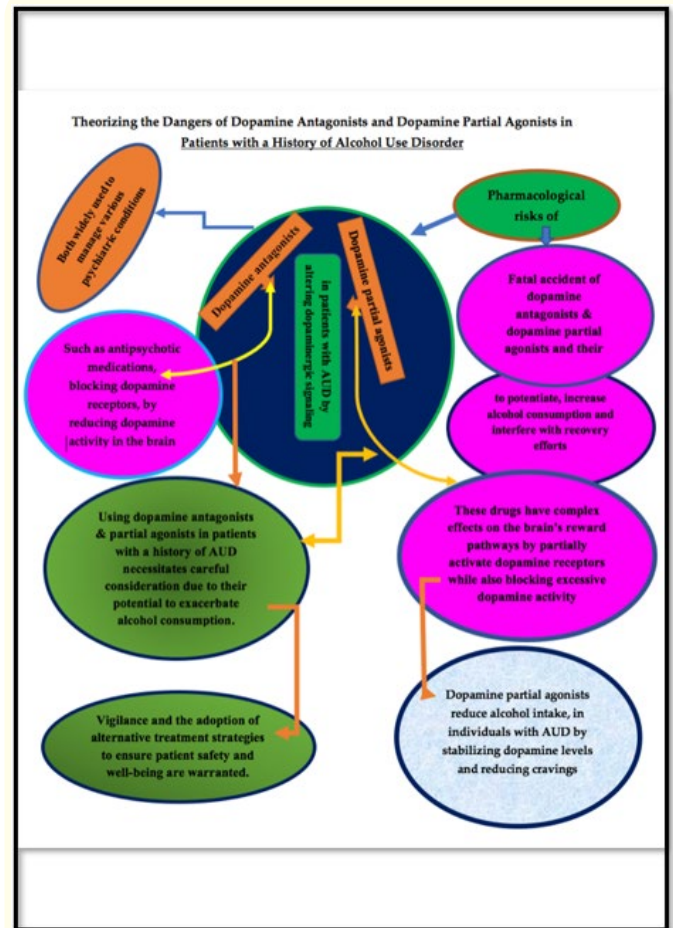 Theorizing the Dangers of Dopamine Antagonists and Dopamine Partial Agonists in
Patients with a History of Alcohol Use Disorder
Both widely used to
manage various
psychiatric conditions
Dopamine antagonists
in patients with AUD by
altering dopaminergic signaling
Dopamine partial agonists
Pharmacological
risks of
Fatal accident of
dopamine
antagonists &
dopamine partial
agonists and their
to potentiate, increase
alcohol consumption and
interfere with recovery
efforts
Such as antipsychotic
medications,
blocking dopamine
receptors, by
reducing dopamine
activity in the brain
Using dopamine antagonists
& partial agonists in patients
with a history of AUD
necessitates careful
consideration due to their
potential to exacerbate
alcohol consumption.
These drugs have complex
effects on the brain's reward
pathways by partially
activate dopamine receptors
while also blocking excessive
dopamine activity
Vigilance and the adoption of
alternative treatment strategies
to ensure patient safety and
well-being are warranted.
Dopamine partial agonists
reduce alcohol intake, in
individuals with AUD by
stabilizing dopamine levels
and reducing cravings